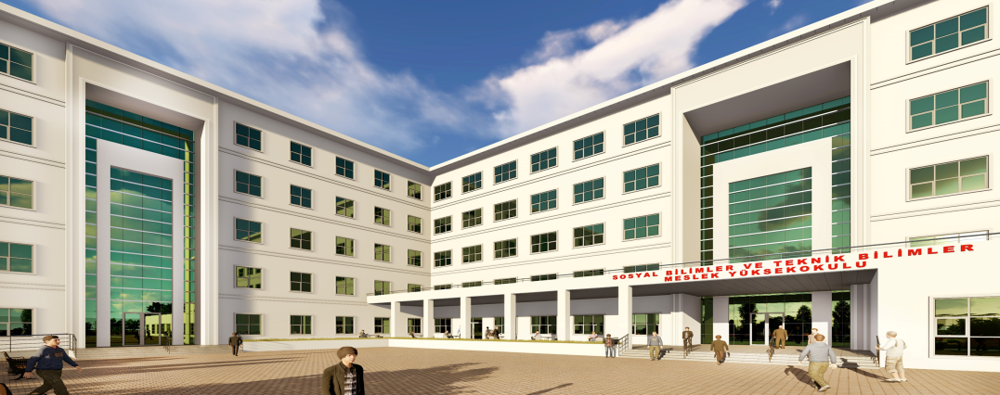 SOSYAL BİLİMLER VE TEKNİK BİLİMLER
MESLEK YÜKSEKOKULU